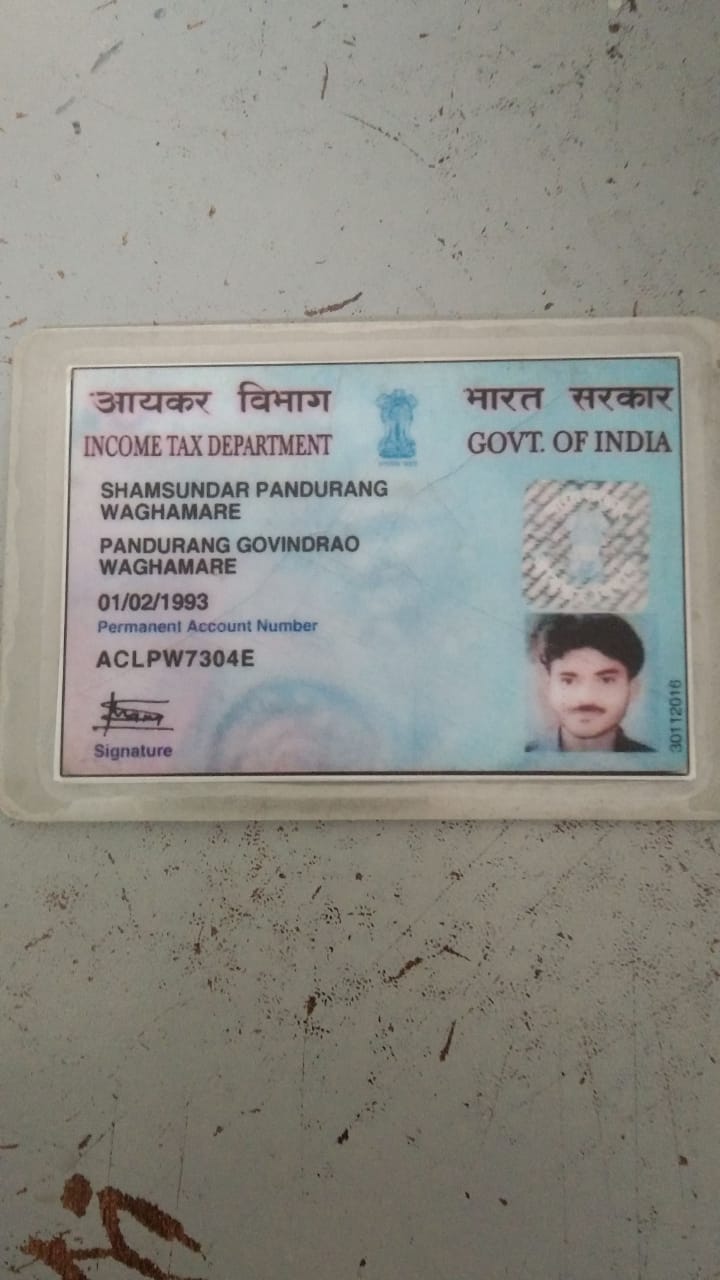 आयकर विभाग
भारत सरकार
INCOME TAX DEPARTMENT
GOVT. OF INDIA
SHAMSUNDAR PANDURANG
WAGHAMARE
PANDURANG GOVINDRAO
WAGHAMARE
01/02/1993
Permanent Account Number
ACLPW7304E
Signature
30112016